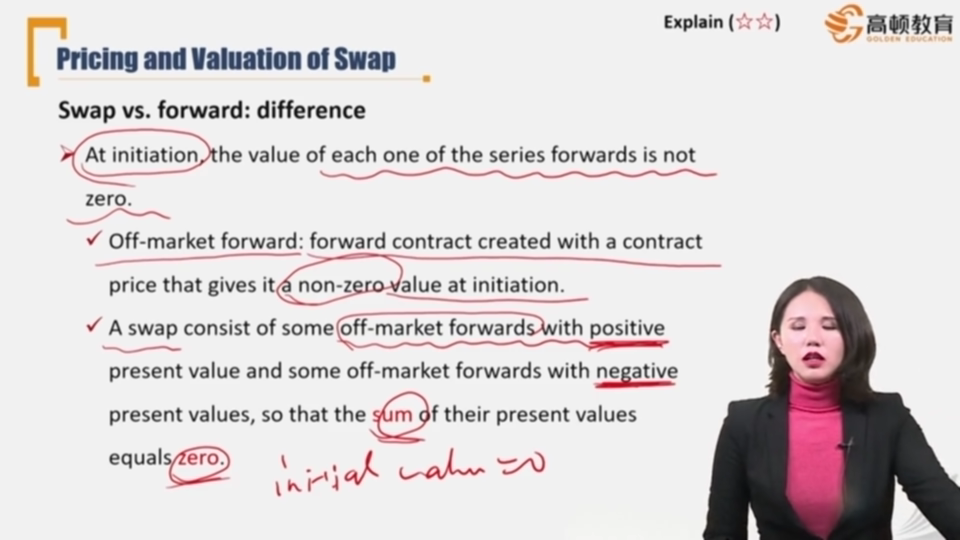 Explain (☆☆)
高顿教育
GOLDEN EDUCATION
Pricing and Valuation of Swap
Swap vs. forward: difference
➢ At initiation, the value of each one of the series forwards is not
zero.
✓ Off-market forward: forward contract created with a contract
price that gives it a non-zero value at initiation.
✓ A swap consist of some off-market forwards with positive
present value and some off-market forwards with negative
present values, so that the sum of their present values
equals zero.
initial value = 0